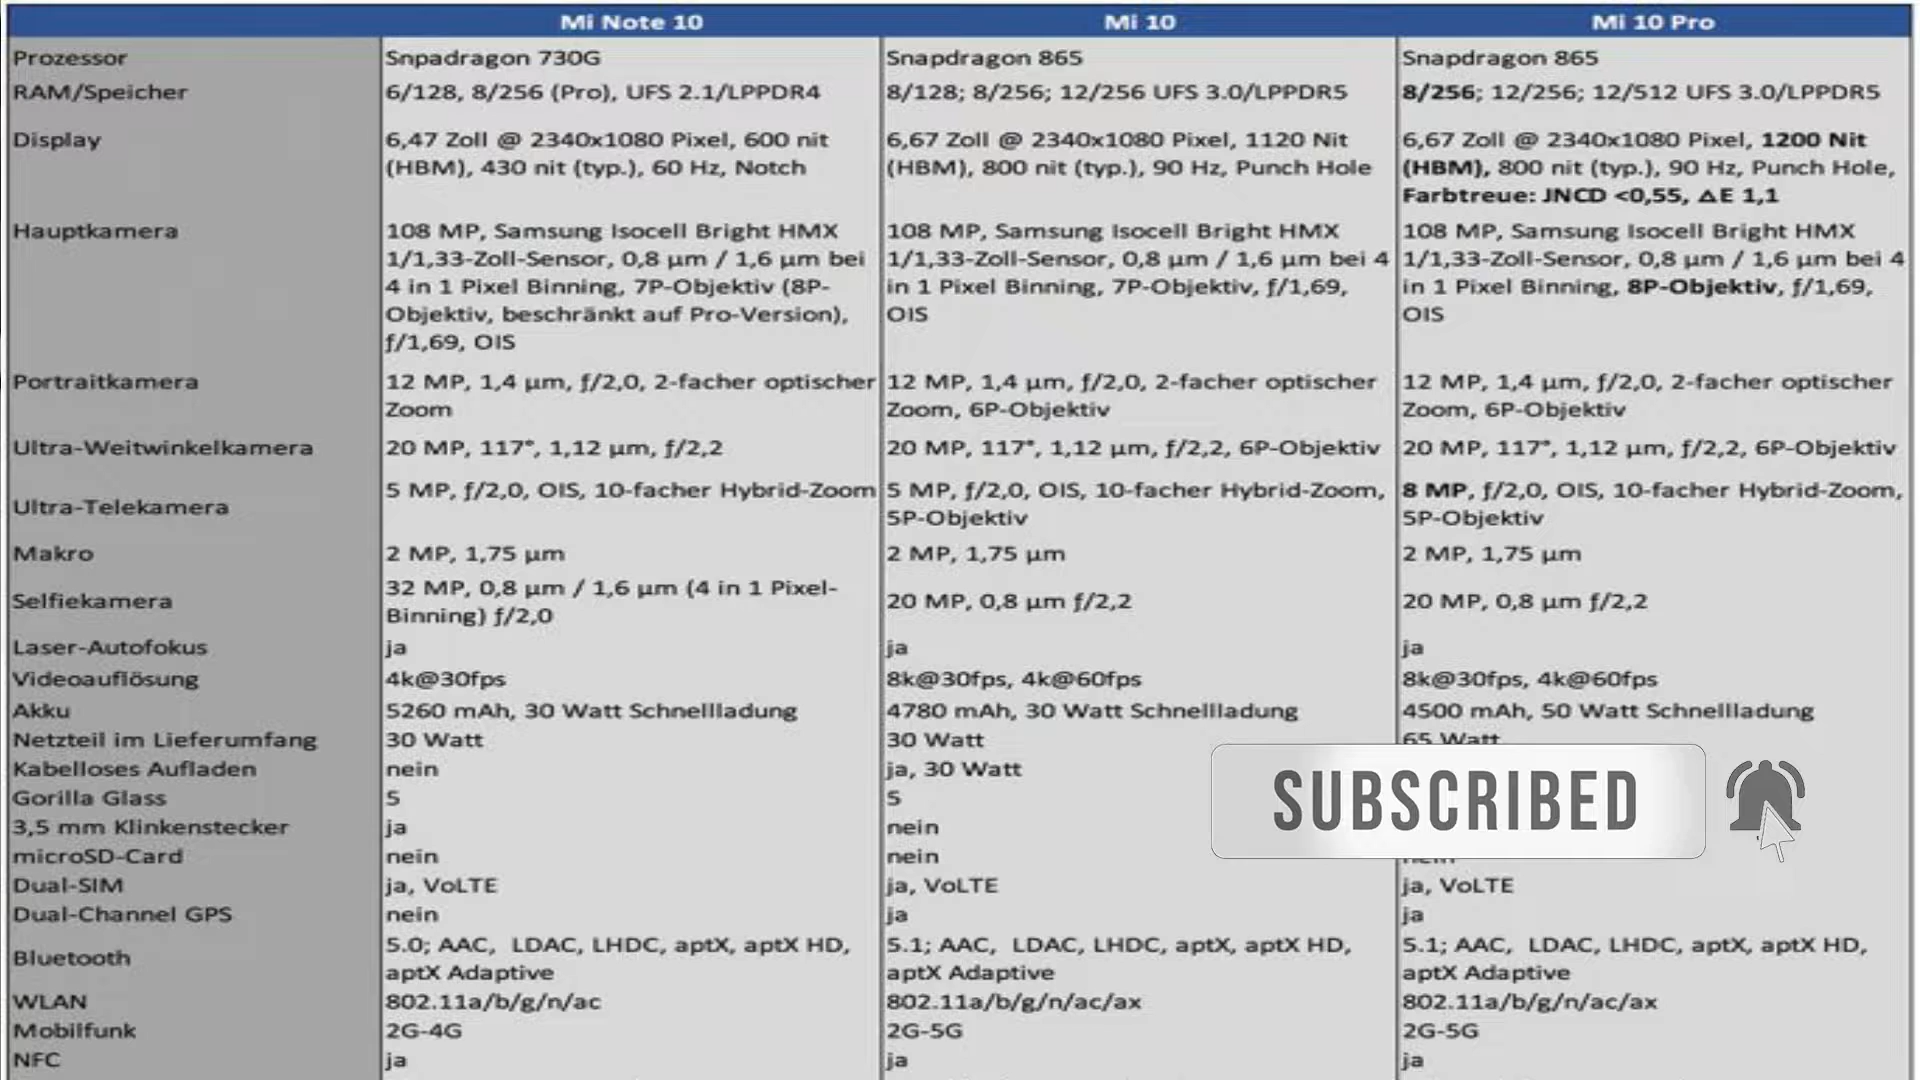 Mi Note 10 Mi 10 Mi 10 Pro
Prozessor Snpadragon 730G Snapdragon 865 Snapdragon 865
RAM/Speicher 6/128, 8/256 (Pro), UFS 2.1/LPPDR4 8/128; 8/256; 12/256 UFS 3.0/LPPDR5 8/256; 12/256; 12/512 UFS 3.0/LPPDR5
Display 6,47 Zoll @ 2340x1080 Pixel, 600 nit 6,67 Zoll @ 2340x1080 Pixel, 1120 Nit 6,67 Zoll @ 2340x1080 Pixel, 1200 Nit
(HBM), 430 nit (typ.), 60 Hz, Notch (HBM), 800 nit (typ.), 90 Hz, Punch Hole (HBM), 800 nit (typ.), 90 Hz, Punch Hole,
Farbtreue: JNCD <0,55, ΔE 1,1
Hauptkamera 108 MP, Samsung Isocell Bright HMX 108 MP, Samsung Isocell Bright HMX 108 MP, Samsung Isocell Bright HMX
1/1,33-Zoll-Sensor, 0,8 µm / 1,6 µm bei 1/1,33-Zoll-Sensor, 0,8 µm / 1,6 µm bei 4 1/1,33-Zoll-Sensor, 0,8 µm / 1,6 µm bei 4
4 in 1 Pixel Binning, 7P-Objektiv (8P- in 1 Pixel Binning, 7P-Objektiv, ƒ/1,69, in 1 Pixel Binning, 8P-Objektiv, ƒ/1,69,
Objektiv, beschränkt auf Pro-Version), OIS OIS
ƒ/1,69, OIS
Portraitkamera 12 MP, 1,4 µm, ƒ/2,0, 2-facher optischer 12 MP, 1,4 µm, ƒ/2,0, 2-facher optischer 12 MP, 1,4 µm, ƒ/2,0, 2-facher optischer
Zoom Zoom, 6P-Objektiv Zoom, 6P-Objektiv
Ultra-Weitwinkelkamera 20 MP, 117°, 1,12 µm, ƒ/2,2 20 MP, 117°, 1,12 µm, ƒ/2,2, 6P-Objektiv 20 MP, 117°, 1,12 µm, ƒ/2,2, 6P-Objektiv
Ultra-Telekamera 5 MP, ƒ/2,0, OIS, 10-facher Hybrid-Zoom 5 MP, ƒ/2,0, OIS, 10-facher Hybrid-Zoom, 8 MP, ƒ/2,0, OIS, 10-facher Hybrid-Zoom,
5P-Objektiv 5P-Objektiv
Makro 2 MP, 1,75 µm 2 MP, 1,75 µm 2 MP, 1,75 µm
Selfiekamera 32 MP, 0,8 µm / 1,6 µm (4 in 1 Pixel- 20 MP, 0,8 µm ƒ/2,2 20 MP, 0,8 µm ƒ/2,2
Binning) ƒ/2,0
Laser-Autofokus ja ja ja
Videoauflösung 4k@30fps 8k@30fps, 4k@60fps 8k@30fps, 4k@60fps
Akku 5260 mAh, 30 Watt Schnellladung 4780 mAh, 30 Watt Schnellladung 4500 mAh, 50 Watt Schnellladung
Netzteil im Lieferumfang 30 Watt 30 Watt 65 Watt
Kabelloses Aufladen nein ja, 30 Watt
Gorilla Glass 5 5
SUBSCRIBED
3,5 mm Klinkenstecker ja nein
microSD-Card nein nein nein
Dual-SIM ja, VoLTE ja, VoLTE ja, VoLTE
Dual-Channel GPS nein ja ja
Bluetooth 5.0; AAC, LDAC, LHDC, aptX, aptX HD, 5.1; AAC, LDAC, LHDC, aptX, aptX HD, 5.1; AAC, LDAC, LHDC, aptX, aptX HD,
aptX Adaptive aptX Adaptive aptX Adaptive
WLAN 802.11a/b/g/n/ac 802.11a/b/g/n/ac/ax 802.11a/b/g/n/ac/ax
Mobilfunk 2G-4G 2G-5G 2G-5G
NFC ja ja ja